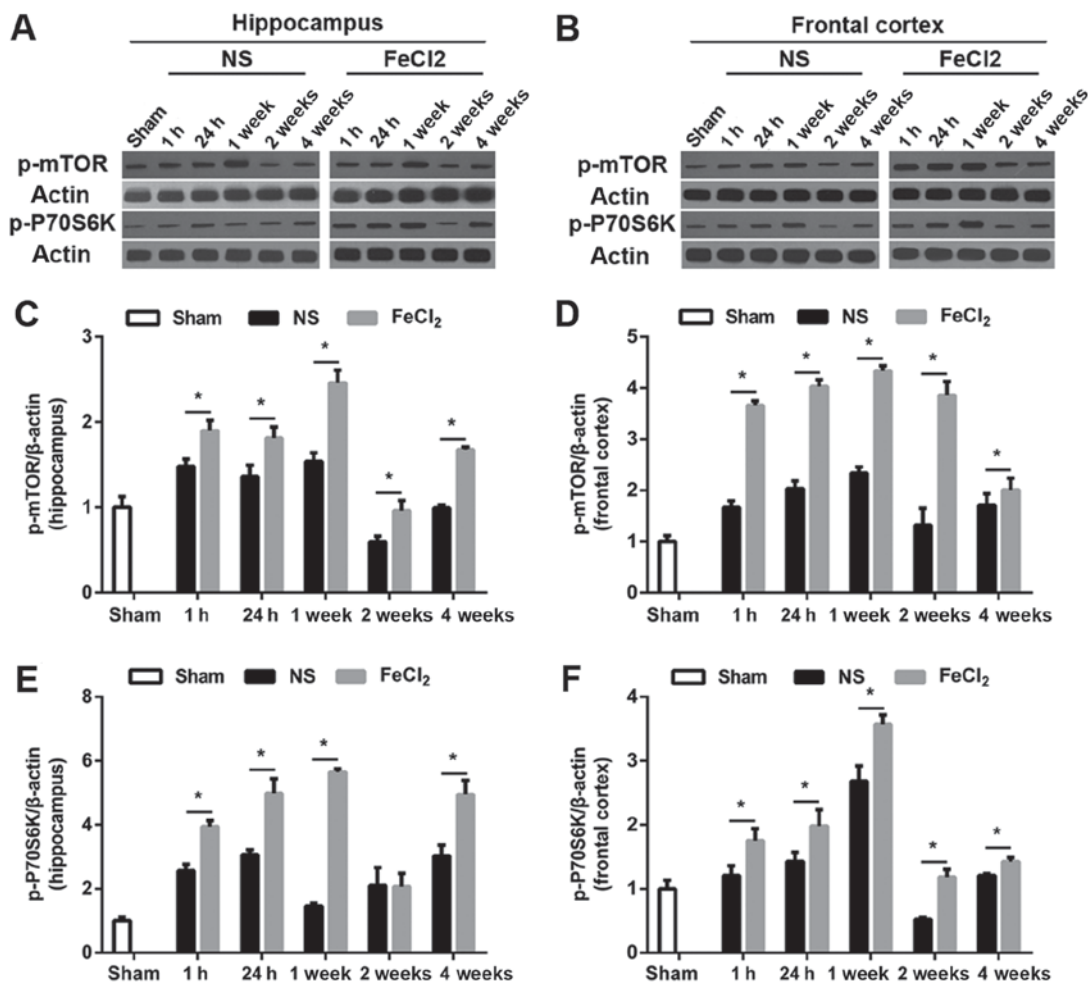 A
Hippocampus
NS FeCl2
Sham 1 h 24 h 1 week 2 weeks 4 weeks 1 h 24 h 1 week 2 weeks 4 weeks
p-mTOR
Actin
p-P70S6K
Actin
B
Frontal cortex
NS FeCl2
Sham 1 h 24 h 1 week 2 weeks 4 weeks 1 h 24 h 1 week 2 weeks 4 weeks
p-mTOR
Actin
p-P70S6K
Actin
C
Sham NS FeCl₂
p-mTOR/β-actin
(hippocampus)
3
2
1
0
* * * * *
Sham 1 h 24 h 1 week 2 weeks 4 weeks
D
Sham NS FeCl₂
p-mTOR/β-actin
(frontal cortex)
5
4
3
2
1
0
* * * * *
Sham 1 h 24 h 1 week 2 weeks 4 weeks
E
Sham NS FeCl₂
p-P70S6K/β-actin
(hippocampus)
8
6
4
2
0
* * * *
Sham 1 h 24 h 1 week 2 weeks 4 weeks
F
Sham NS FeCl₂
p-P70S6K/β-actin
(frontal cortex)
4
3
2
1
0
* * * * *
Sham 1 h 24 h 1 week 2 weeks 4 weeks